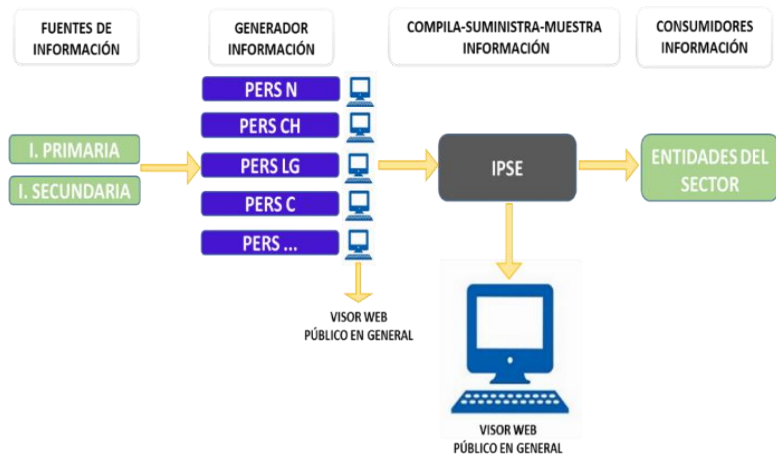 FUENTES DE
INFORMACIÓN
GENERADOR
INFORMACIÓN
COMPILA-SUMINISTRA-MUESTRA
INFORMACIÓN
CONSUMIDORES
INFORMACIÓN
I. PRIMARIA
I. SECUNDARIA
PERS N
PERS CH
PERS LG
PERS C
PERS ...
VISOR WEB
PÚBLICO EN GENERAL
IPSE
VISOR WEB
PÚBLICO EN GENERAL
ENTIDADES DEL
SECTOR